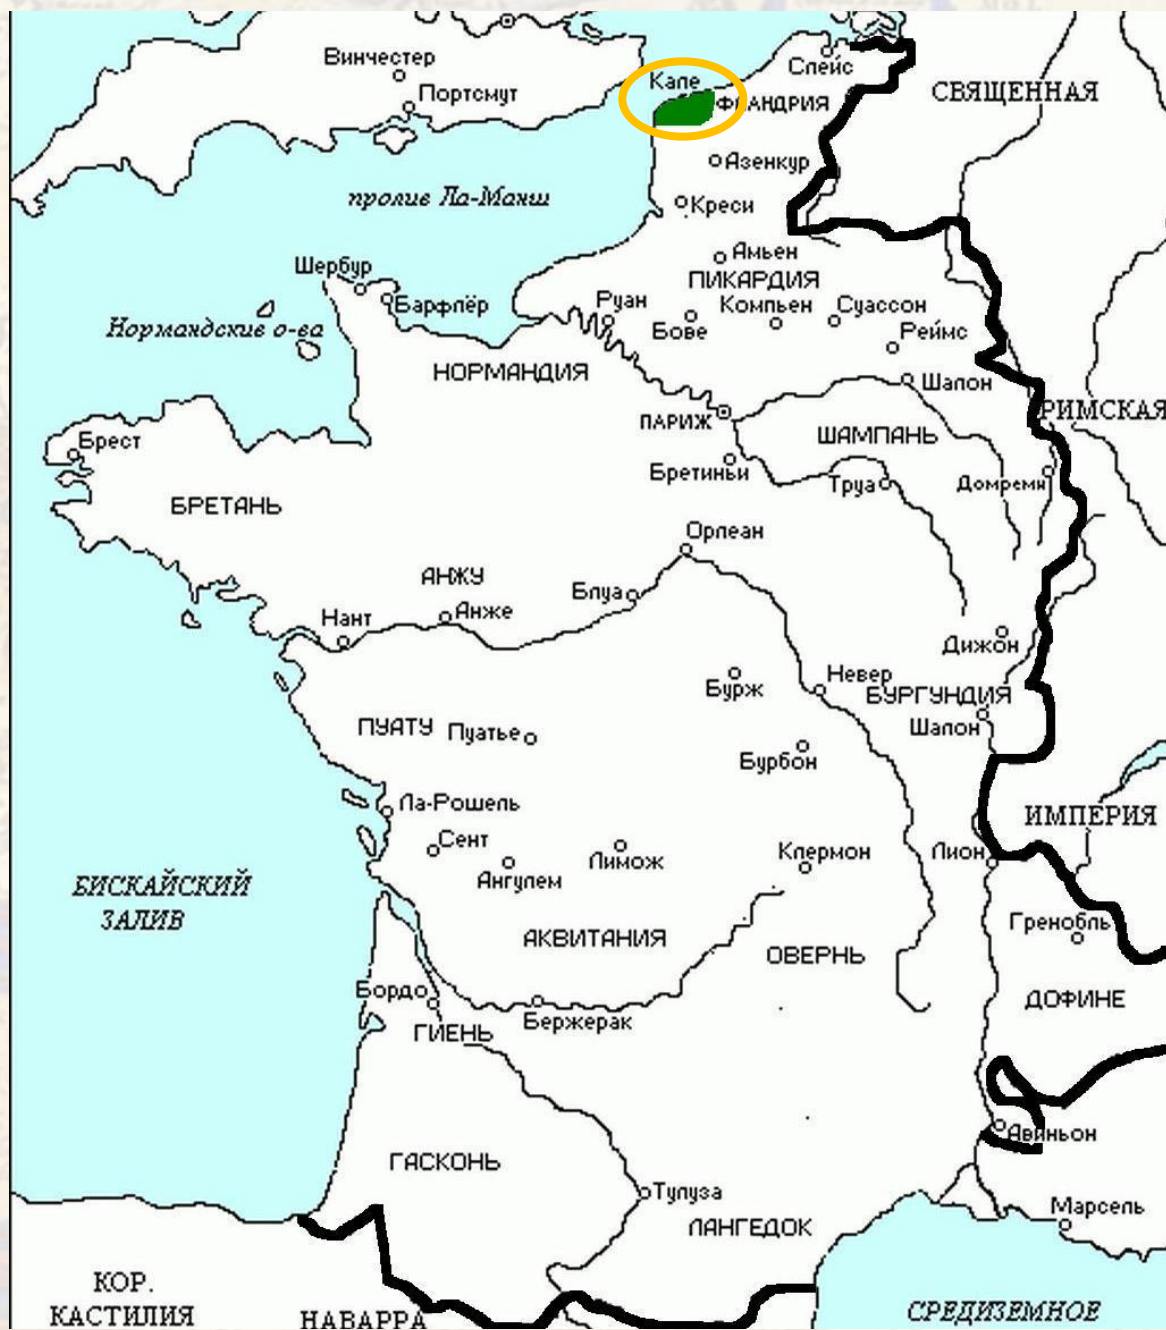 Винчестер
Портсмут
Кале
Слейс
ФЛАНДРИЯ
СВЯЩЕННАЯ
Азенкур
пролив Ла-Манш
Креси
Амьен
Шербур
ПИКАРДИЯ
Барфлёр
Руан
Компьен
Суассон
Нормандские о-ва
Бове
Реймс
НОРМАНДИЯ
Шалон
РИМСКАЯ
ПАРИЖ
ШАМПАНЬ
Брест
Бретиньи
Труа
Домреми
БРЕТАНЬ
Орлеан
АНЖУ
Блуа
Анже
Нант
Дижон
Невер
Бурж
БУРГУНДИЯ
ПУАТУ
Пуатье
Шалон
Бурбон
Ла-Рошель
ИМПЕРИЯ
Сент
Лимож
Клермон
Лион
Ангулем
БИСКАЙСКИЙ
ЗАЛИВ
Гренобль
АКВИТАНИЯ
ОВЕРНЬ
Бордо
ДОФИНЕ
Бержерак
ГИЕНЬ
Авиньон
ГАСКОНЬ
Тулуза
Марсель
ЛАНГЕДОК
КОР.
КАСТИЛИЯ
НАВАРРА
СРЕДИЗЕМНОЕ